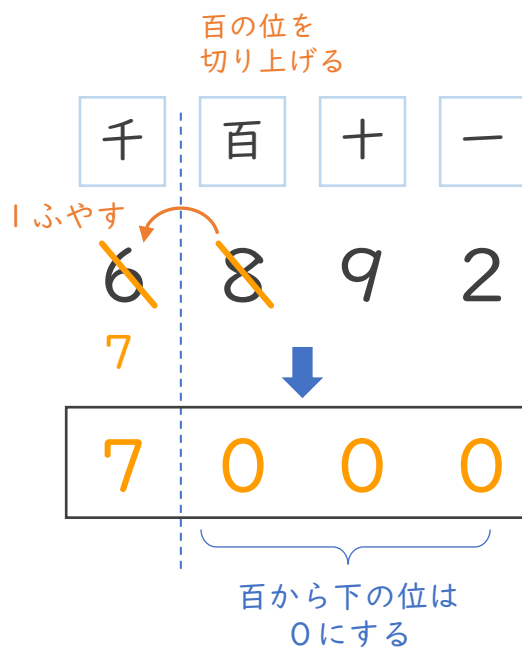 百の位を
切り上げる
千 百 十 一
1ふやす
6 8 9 2
7
7 0 0 0
百から下の位は
0にする